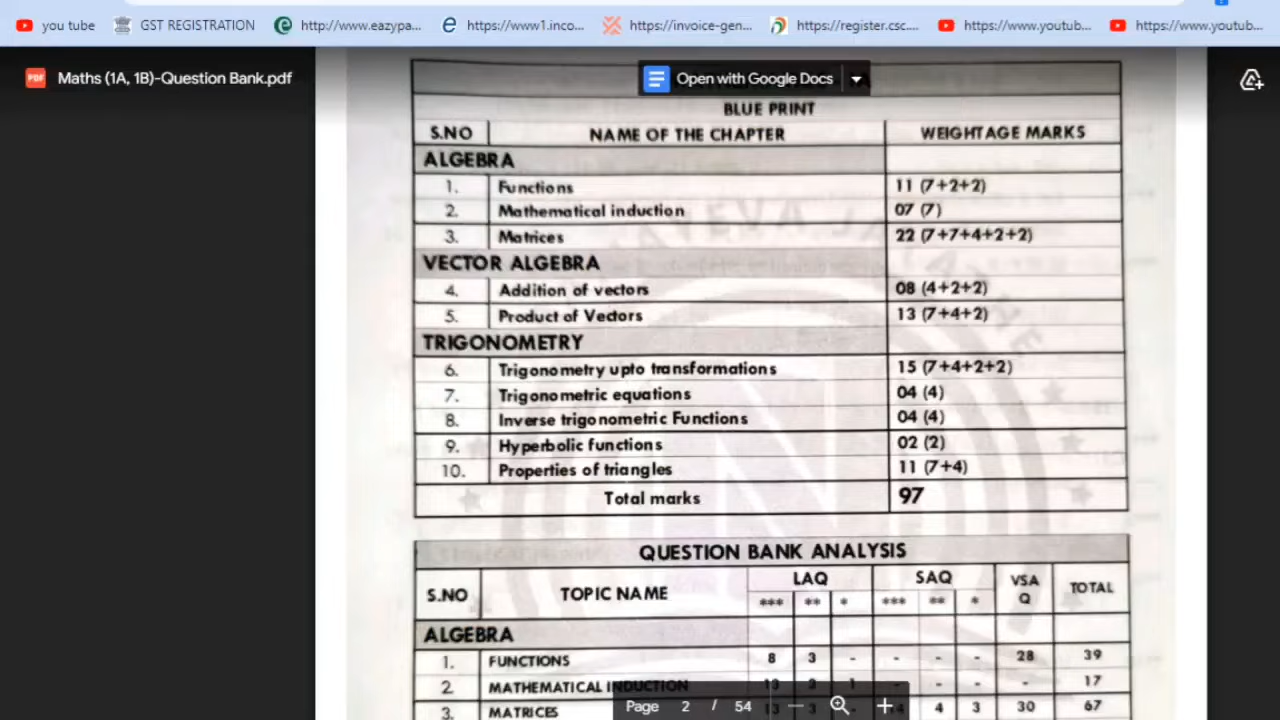 you tube GST REGISTRATION http://www.eazypa... https://www1.inco... https://invoice-gen... https://register.csc.... https://www.youtub... https://www.youtub...
PDF Maths (1A, 1B)-Question Bank.pdf
Open with Google Docs
BLUE PRINT
S.NO NAME OF THE CHAPTER WEIGHTAGE MARKS
ALGEBRA
1. Functions 11 (7+2+2)
2. Mathematical induction 07 (7)
3. Matrices 22 (7+7+4+2+2)
VECTOR ALGEBRA
4. Addition of vectors 08 (4+2+2)
5. Product of Vectors 13 (7+4+2)
TRIGONOMETRY
6. Trigonometry upto transformations 15 (7+4+2+2)
7. Trigonometric equations 04 (4)
8. Inverse trigonometric Functions 04 (4)
9. Hyperbolic functions 02 (2)
10. Properties of triangles 11 (7+4)
Total marks 97
QUESTION BANK ANALYSIS
S.NO TOPIC NAME LAQ SAQ VSA Q TOTAL
*** ** * *** ** *
ALGEBRA
1. FUNCTIONS 8 3 - - - - 28 39
2. MATHEMATICAL INDUCTION 13 3 1 - - - 17
3. MATRICES 4 3 30 67
Page 2 / 54